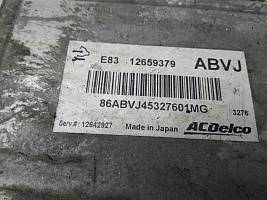 E83 12659379 ABVJ
86ABVJ45327601MG
3276
Serv.#: 12642927 Made in Japan ACDelco